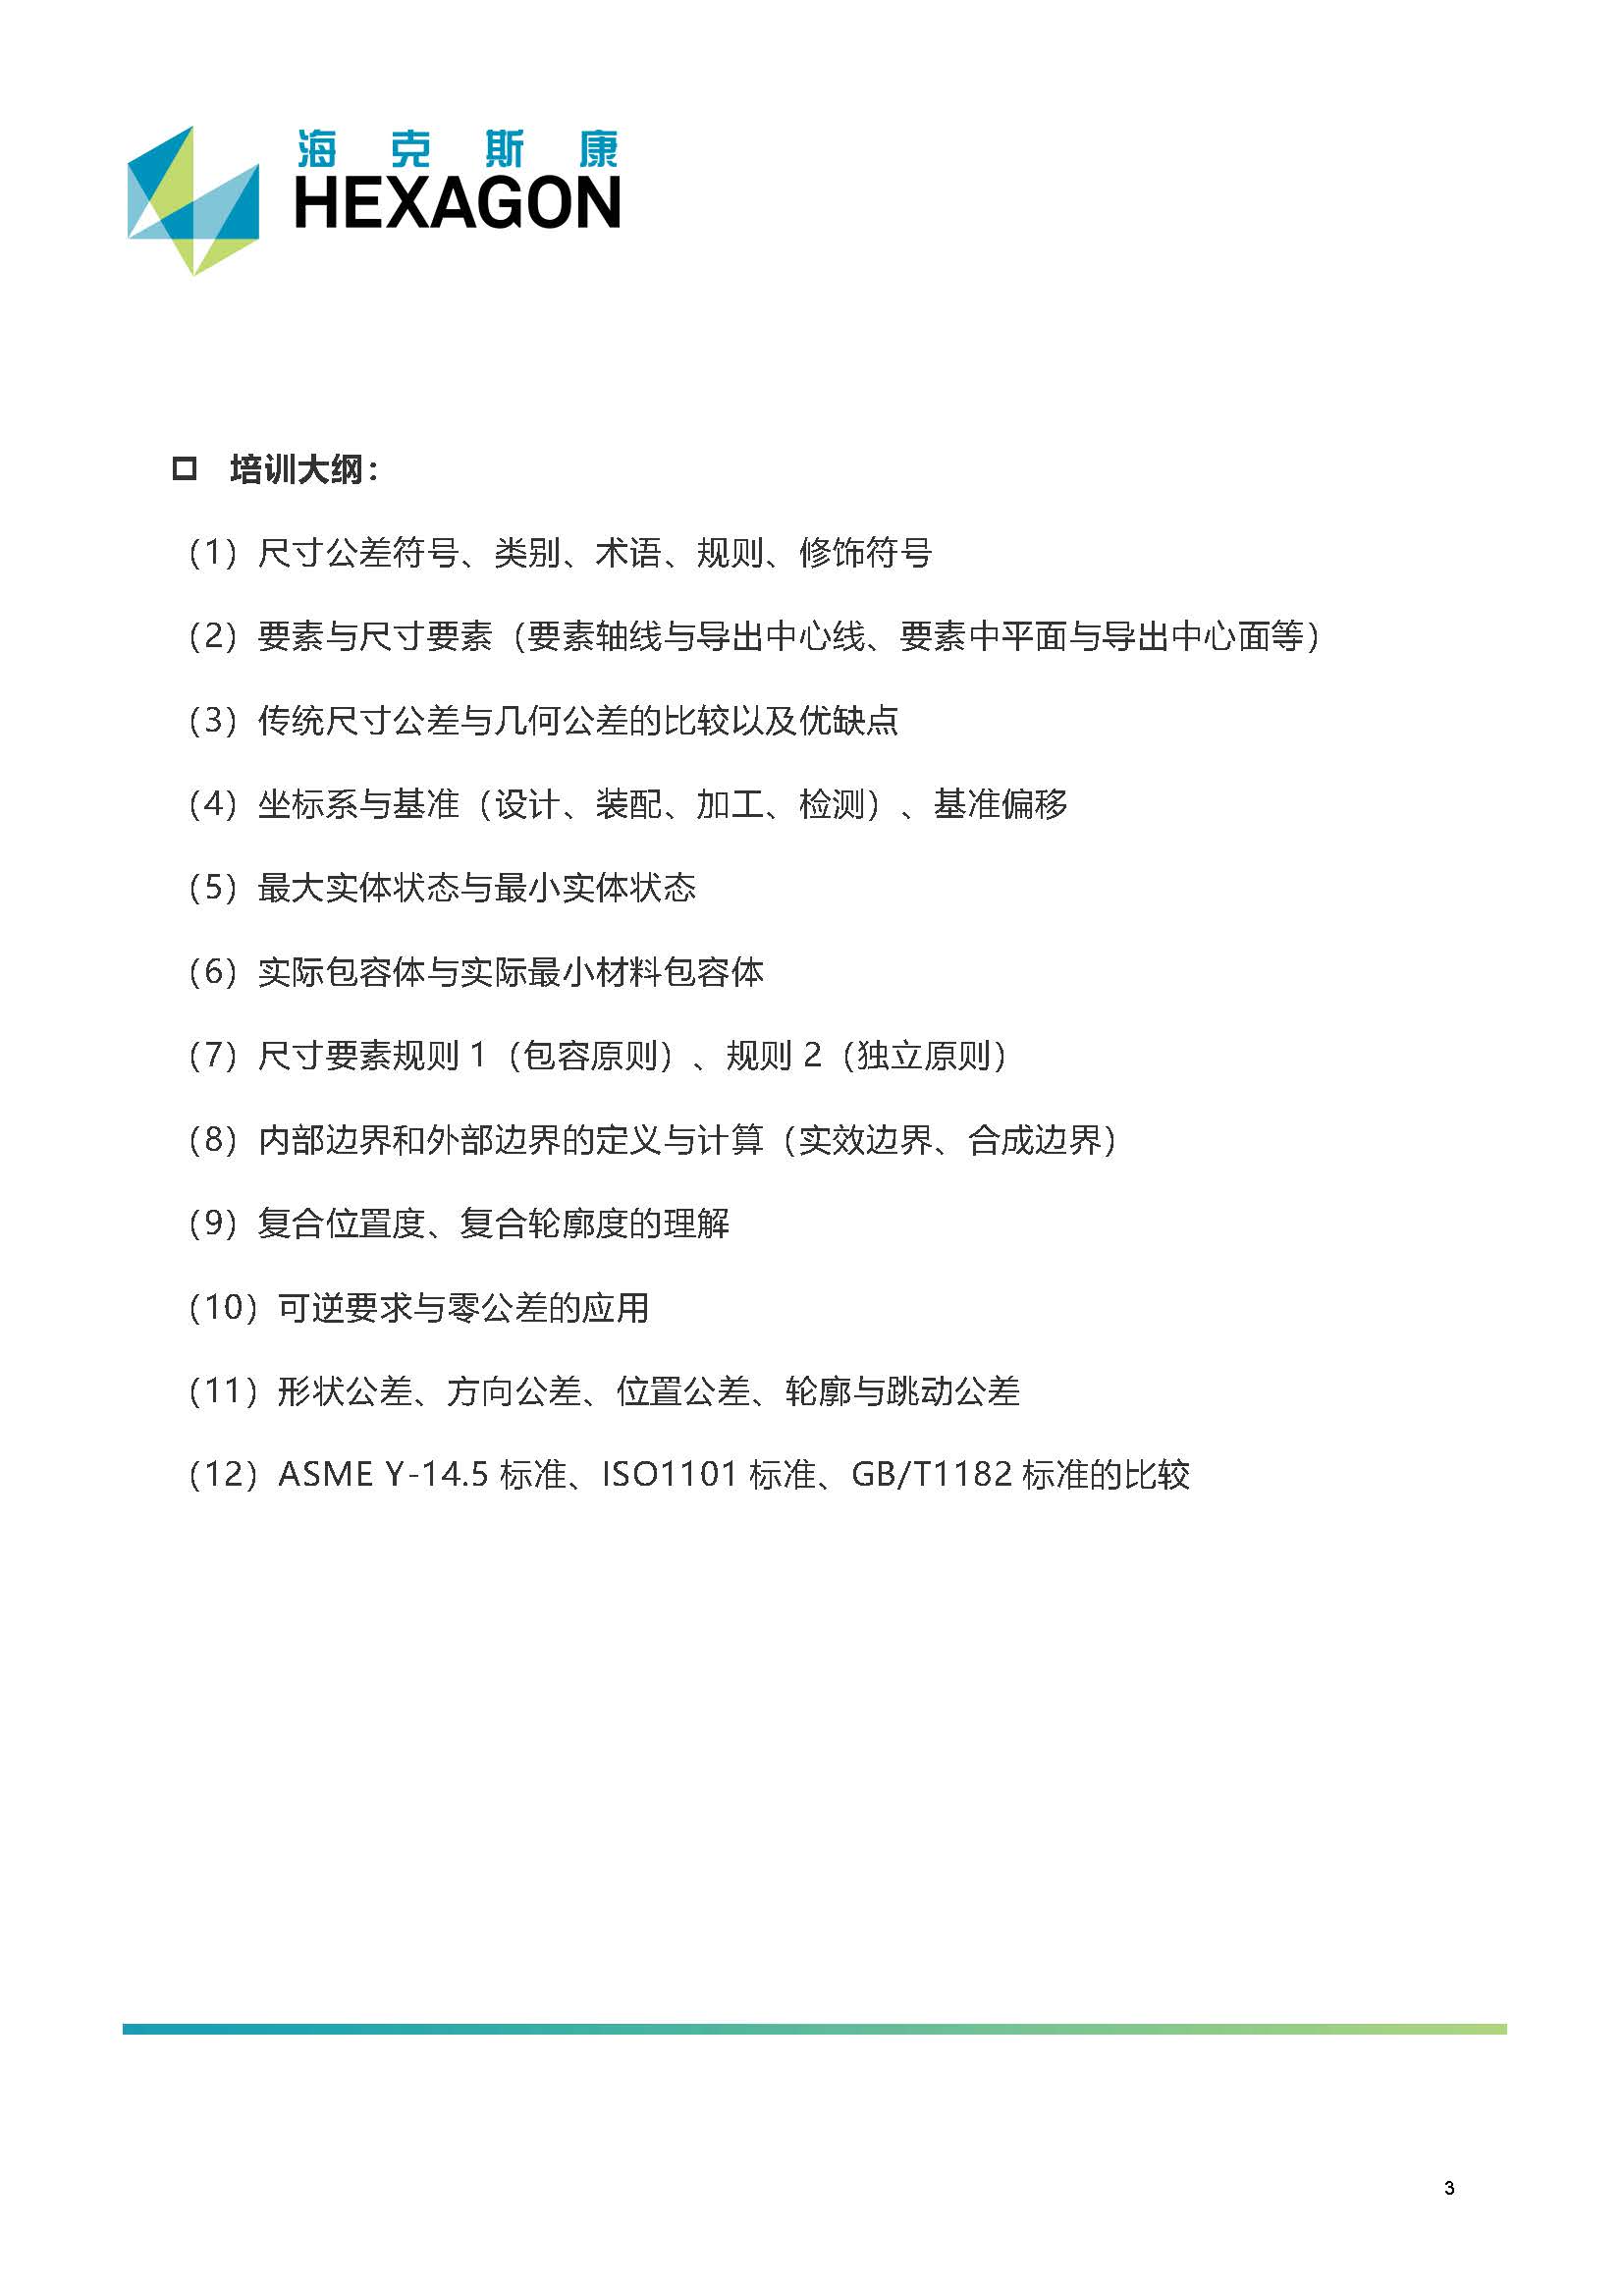 海克斯康
HEXAGON
培训大纲：
（1）尺寸公差符号、类别、术语、规则、修饰符号
（2）要素与尺寸要素（要素轴线与导出中心线、要素中平面与导出中心面等）
（3）传统尺寸公差与几何公差的比较以及优缺点
（4）坐标系与基准（设计、装配、加工、检测）、基准偏移
（5）最大实体状态与最小实体状态
（6）实际包容体与实际最小材料包容体
（7）尺寸要素规则 1（包容原则）、规则 2（独立原则）
（8）内部边界和外部边界的定义与计算（实效边界、合成边界）
（9）复合位置度、复合轮廓度的理解
（10）可逆要求与零公差的应用
（11）形状公差、方向公差、位置公差、轮廓与跳动公差
（12）ASME Y-14.5 标准、ISO1101 标准、GB/T1182 标准的比较
3